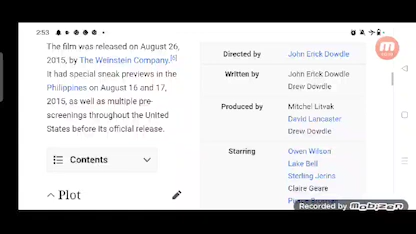 2:53
The film was released on August 26,
2015, by The Weinstein Company.[6]
It had special sneak previews in the
Philippines on August 16 and 17,
2015, as well as multiple pre-
screenings throughout the United
States before its official release.
Contents
Plot
Directed by John Erick Dowdle
Written by John Erick Dowdle
Drew Dowdle
Produced by Mitchel Litvak
David Lancaster
Drew Dowdle
Starring Owen Wilson
Lake Bell
Sterling Jerins
Claire Geare
Recorded by Mobizen